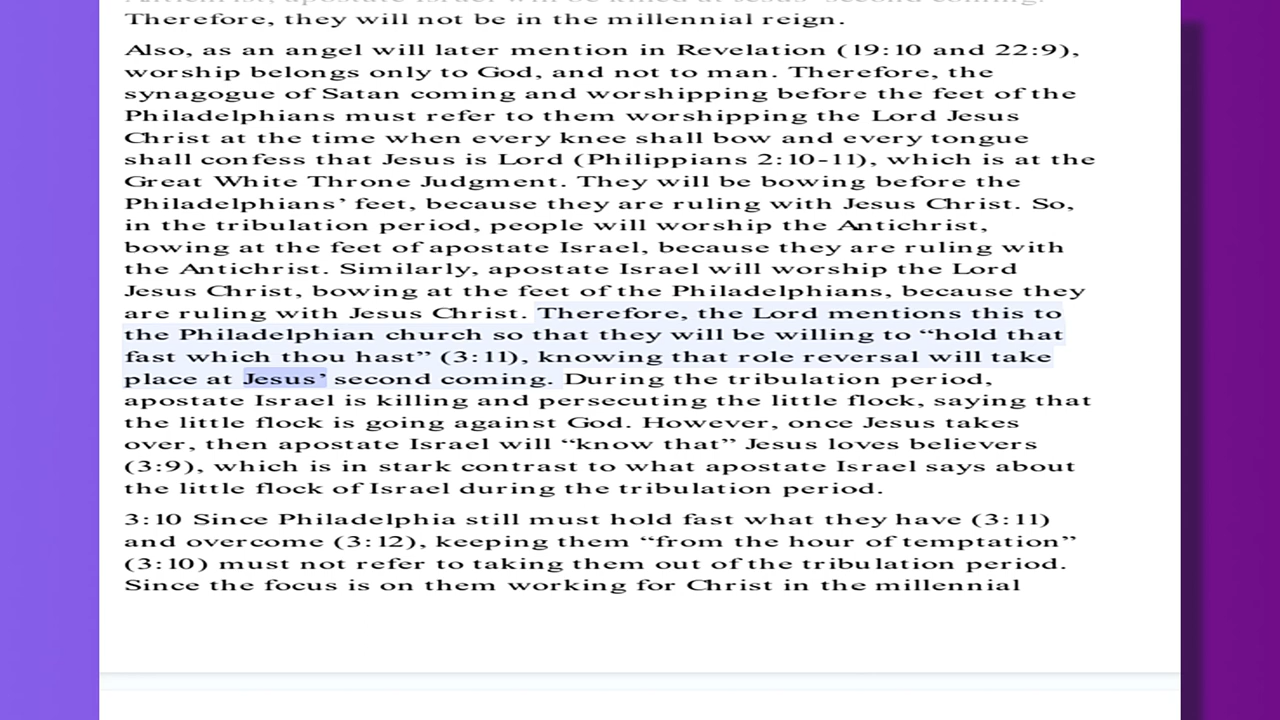 Antichrist, apostate Israel will be killed at Jesus' second coming.
Therefore, they will not be in the millennial reign.
Also, as an angel will later mention in Revelation (19:10 and 22:9),
worship belongs only to God, and not to man. Therefore, the
synagogue of Satan coming and worshipping before the feet of the
Philadelphians must refer to them worshipping the Lord Jesus
Christ at the time when every knee shall bow and every tongue
shall confess that Jesus is Lord (Philippians 2:10-11), which is at the
Great White Throne Judgment. They will be bowing before the
Philadelphians’ feet, because they are ruling with Jesus Christ. So,
in the tribulation period, people will worship the Antichrist,
bowing at the feet of apostate Israel, because they are ruling with
the Antichrist. Similarly, apostate Israel will worship the Lord
Jesus Christ, bowing at the feet of the Philadelphians, because they
are ruling with Jesus Christ. Therefore, the Lord mentions this to
the Philadelphian church so that they will be willing to “hold that
fast which thou hast” (3:11), knowing that role reversal will take
place at Jesus’ second coming. During the tribulation period,
apostate Israel is killing and persecuting the little flock, saying that
the little flock is going against God. However, once Jesus takes
over, then apostate Israel will “know that” Jesus loves believers
(3:9), which is in stark contrast to what apostate Israel says about
the little flock of Israel during the tribulation period.
3:10 Since Philadelphia still must hold fast what they have (3:11)
and overcome (3:12), keeping them “from the hour of temptation”
(3:10) must not refer to taking them out of the tribulation period.
Since the focus is on them working for Christ in the millennial